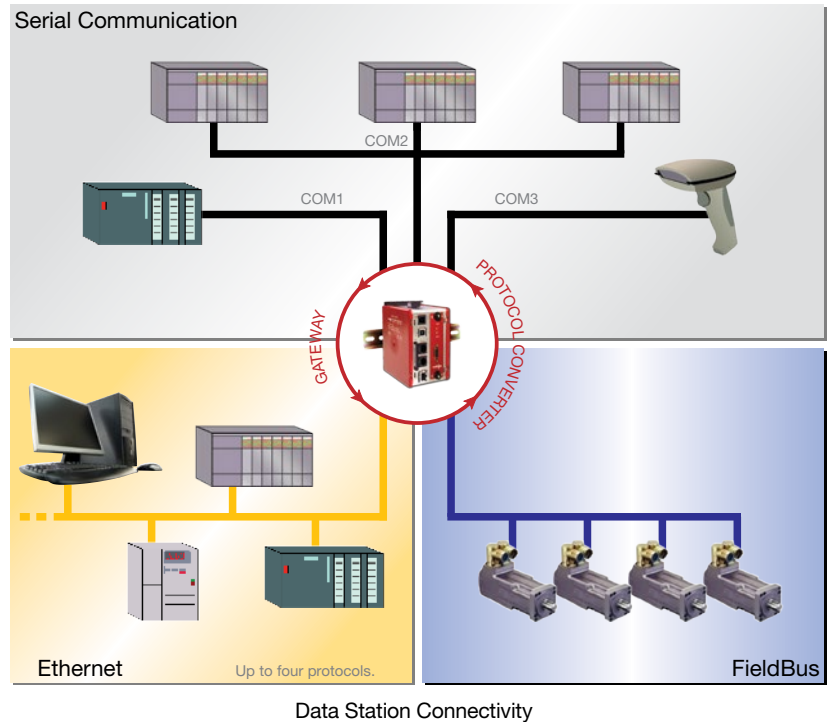 Serial Communication
COM2
COM1
COM3
GATEWAY
PROTOCOL CONVERTER
Ethernet
Up to four protocols.
FieldBus
Data Station Connectivity